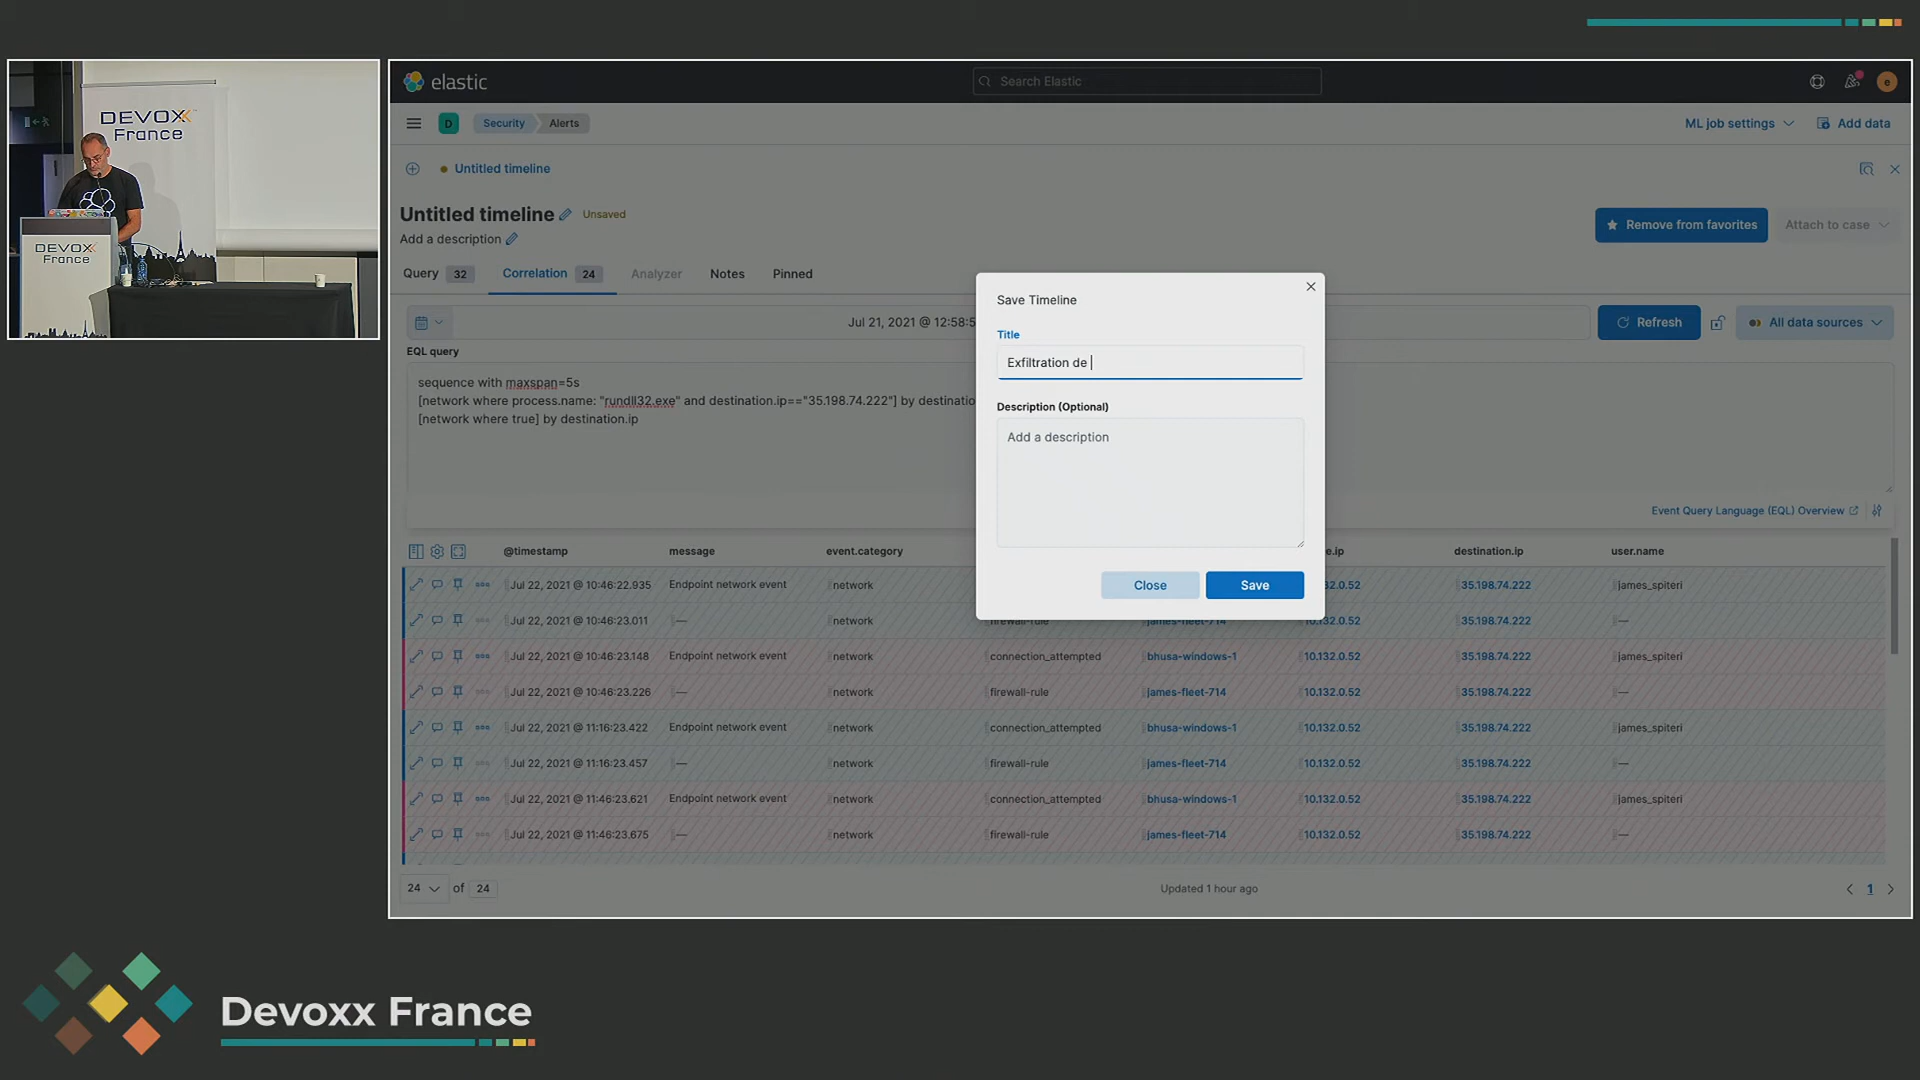 DEVOXX
France
DEVOXX
France
elastic
Search Elastic
e
D
Security
Alerts
ML job settings
Add data
Untitled timeline
Untitled timeline
Unsaved
Add a description
Remove from favorites
Attach to case
Query 32
Correlation 24
Analyzer
Notes
Pinned
Jul 21, 2021 @ 12:58:5
Refresh
All data sources
EQL query
sequence with maxspan=5s
[network where process.name: "rundll32.exe" and destination.ip=="35.198.74.222"] by destinatio
[network where true] by destination.ip
Event Query Language (EQL) Overview
Save Timeline
Title
Exfiltration de
Description (Optional)
Add a description
Close
Save
@timestamp message event.category e.ip destination.ip user.name
Jul 22, 2021 @ 10:46:22.935 Endpoint network event network 32.0.52 35.198.74.222 james_spiteri
Jul 22, 2021 @ 10:46:23.011 — network firewall-rule james-fleet-714 10.132.0.52 35.198.74.222 —
Jul 22, 2021 @ 10:46:23.148 Endpoint network event network connection_attempted bhusa-windows-1 10.132.0.52 35.198.74.222 james_spiteri
Jul 22, 2021 @ 10:46:23.226 — network firewall-rule james-fleet-714 10.132.0.52 35.198.74.222 —
Jul 22, 2021 @ 11:16:23.422 Endpoint network event network connection_attempted bhusa-windows-1 10.132.0.52 35.198.74.222 james_spiteri
Jul 22, 2021 @ 11:16:23.457 — network firewall-rule james-fleet-714 10.132.0.52 35.198.74.222 —
Jul 22, 2021 @ 11:46:23.621 Endpoint network event network connection_attempted bhusa-windows-1 10.132.0.52 35.198.74.222 james_spiteri
Jul 22, 2021 @ 11:46:23.675 — network firewall-rule james-fleet-714 10.132.0.52 35.198.74.222 —
24 of 24
Updated 1 hour ago
1
Devoxx France